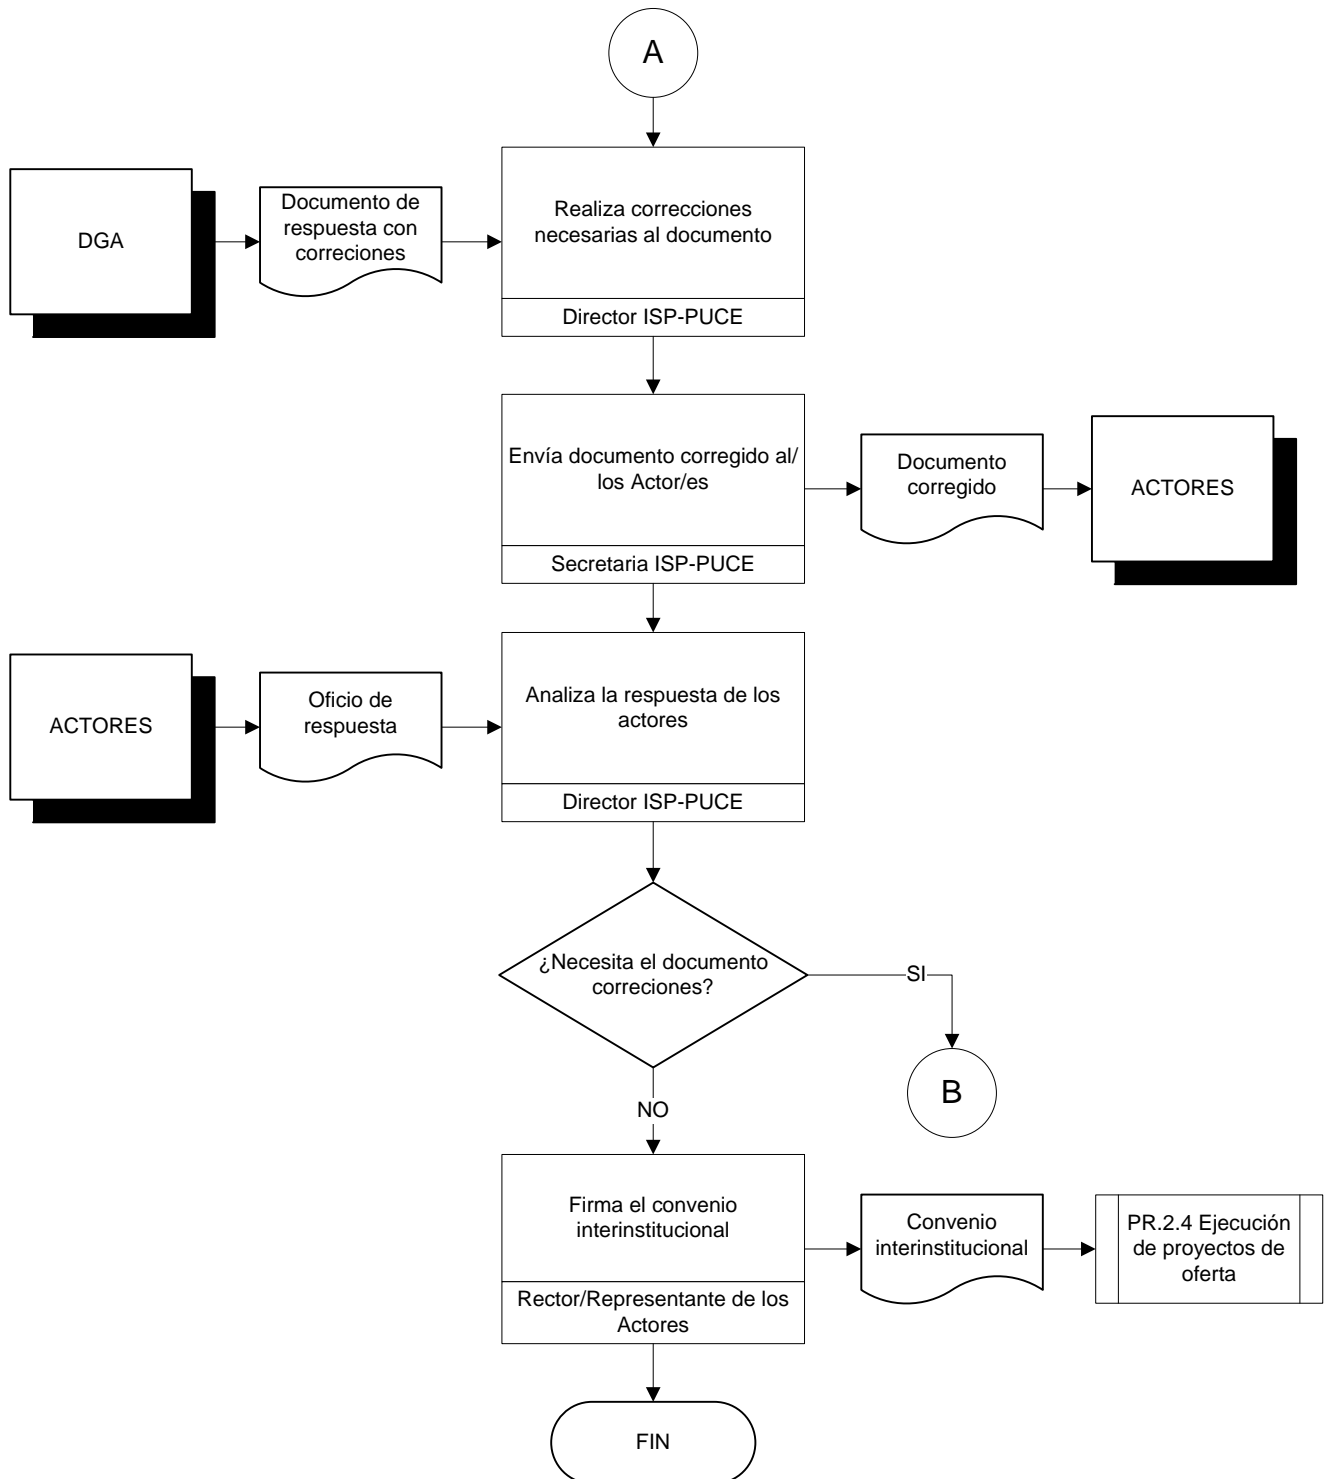 A
DGA
Documento de
respuesta con
correciones
Realiza correcciones
necesarias al documento
Director ISP-PUCE
Envía documento corregido al/
los Actor/es
Secretaria ISP-PUCE
Documento
corregido
ACTORES
ACTORES
Oficio de
respuesta
Analiza la respuesta de los
actores
Director ISP-PUCE
¿Necesita el documento
correciones?
SI
B
NO
Firma el convenio
interinstitucional
Rector/Representante de los
Actores
Convenio
interinstitucional
PR.2.4 Ejecución
de proyectos de
oferta
FIN